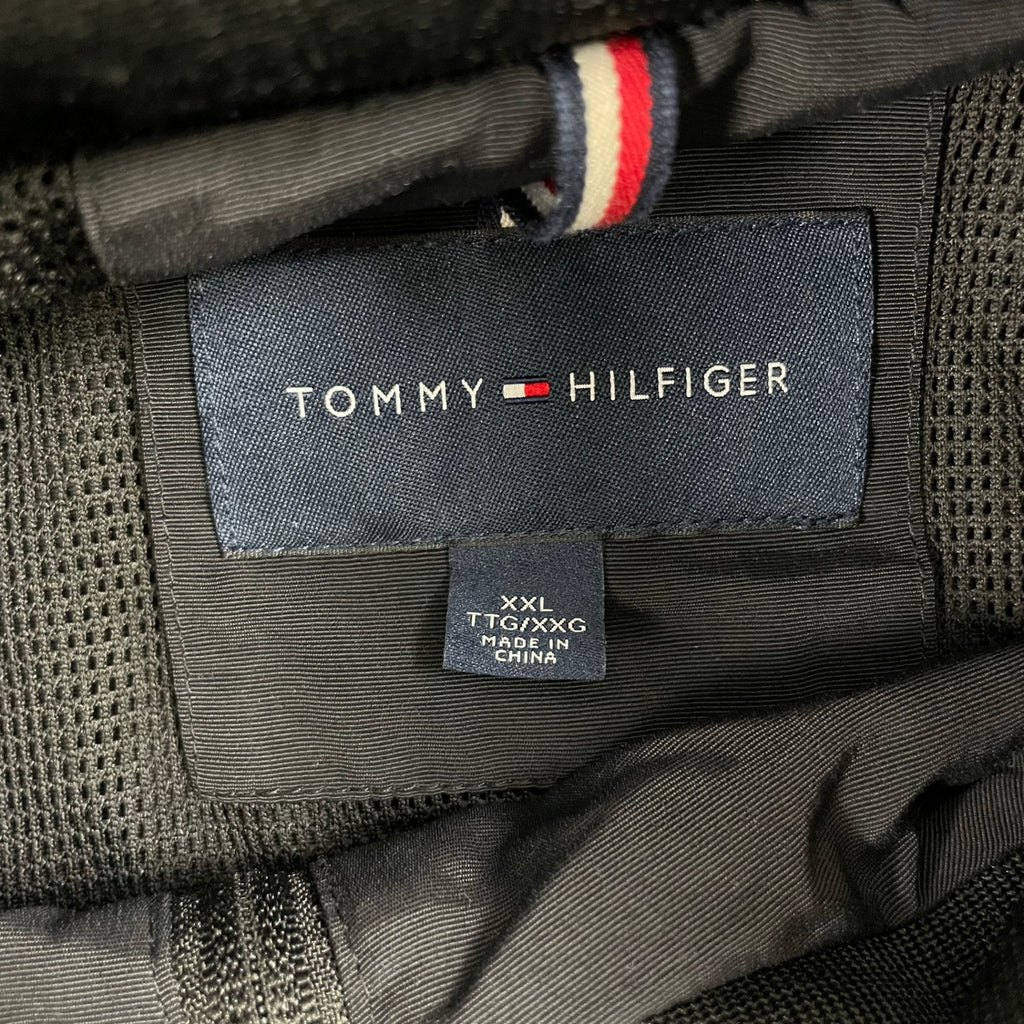 TOMMY HILFIGER
XXL
TTG/XXG
MADE IN
CHINA